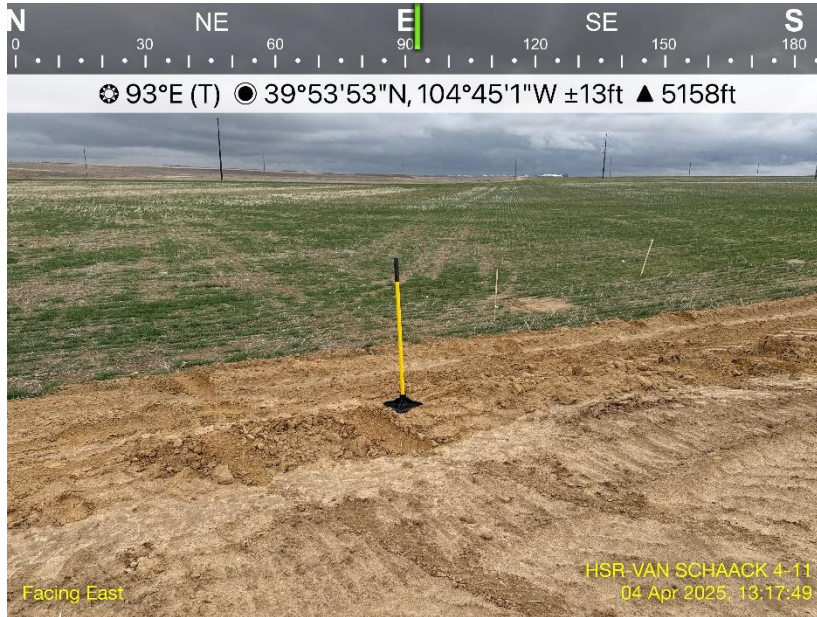 N NE E SE S
0 30 60 90 120 150 180
93°E (T) 39°53'53"N, 104°45'1"W ±13ft ▲ 5158ft
HSR-VAN SCHAACK 4-11
Facing East 04 Apr 2025, 13:17:49